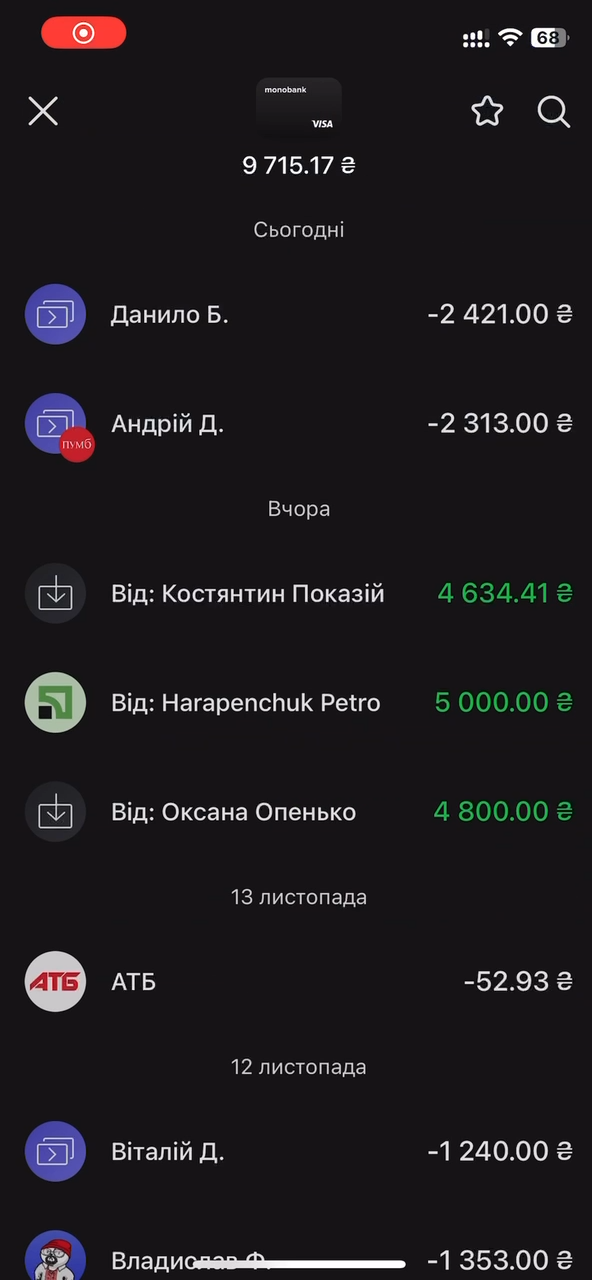 68
monobank
VISA
9 715.17 ₴
Сьогодні
Данило Б. -2 421.00 ₴
Андрій Д. -2 313.00 ₴
ПУМБ
Вчора
Від: Костянтин Показій 4 634.41 ₴
Від: Harapenchuk Petro 5 000.00 ₴
Від: Оксана Опенько 4 800.00 ₴
13 листопада
АТБ АТБ -52.93 ₴
12 листопада
Віталій Д. -1 240.00 ₴
Владислав Ф. -1 353.00 ₴